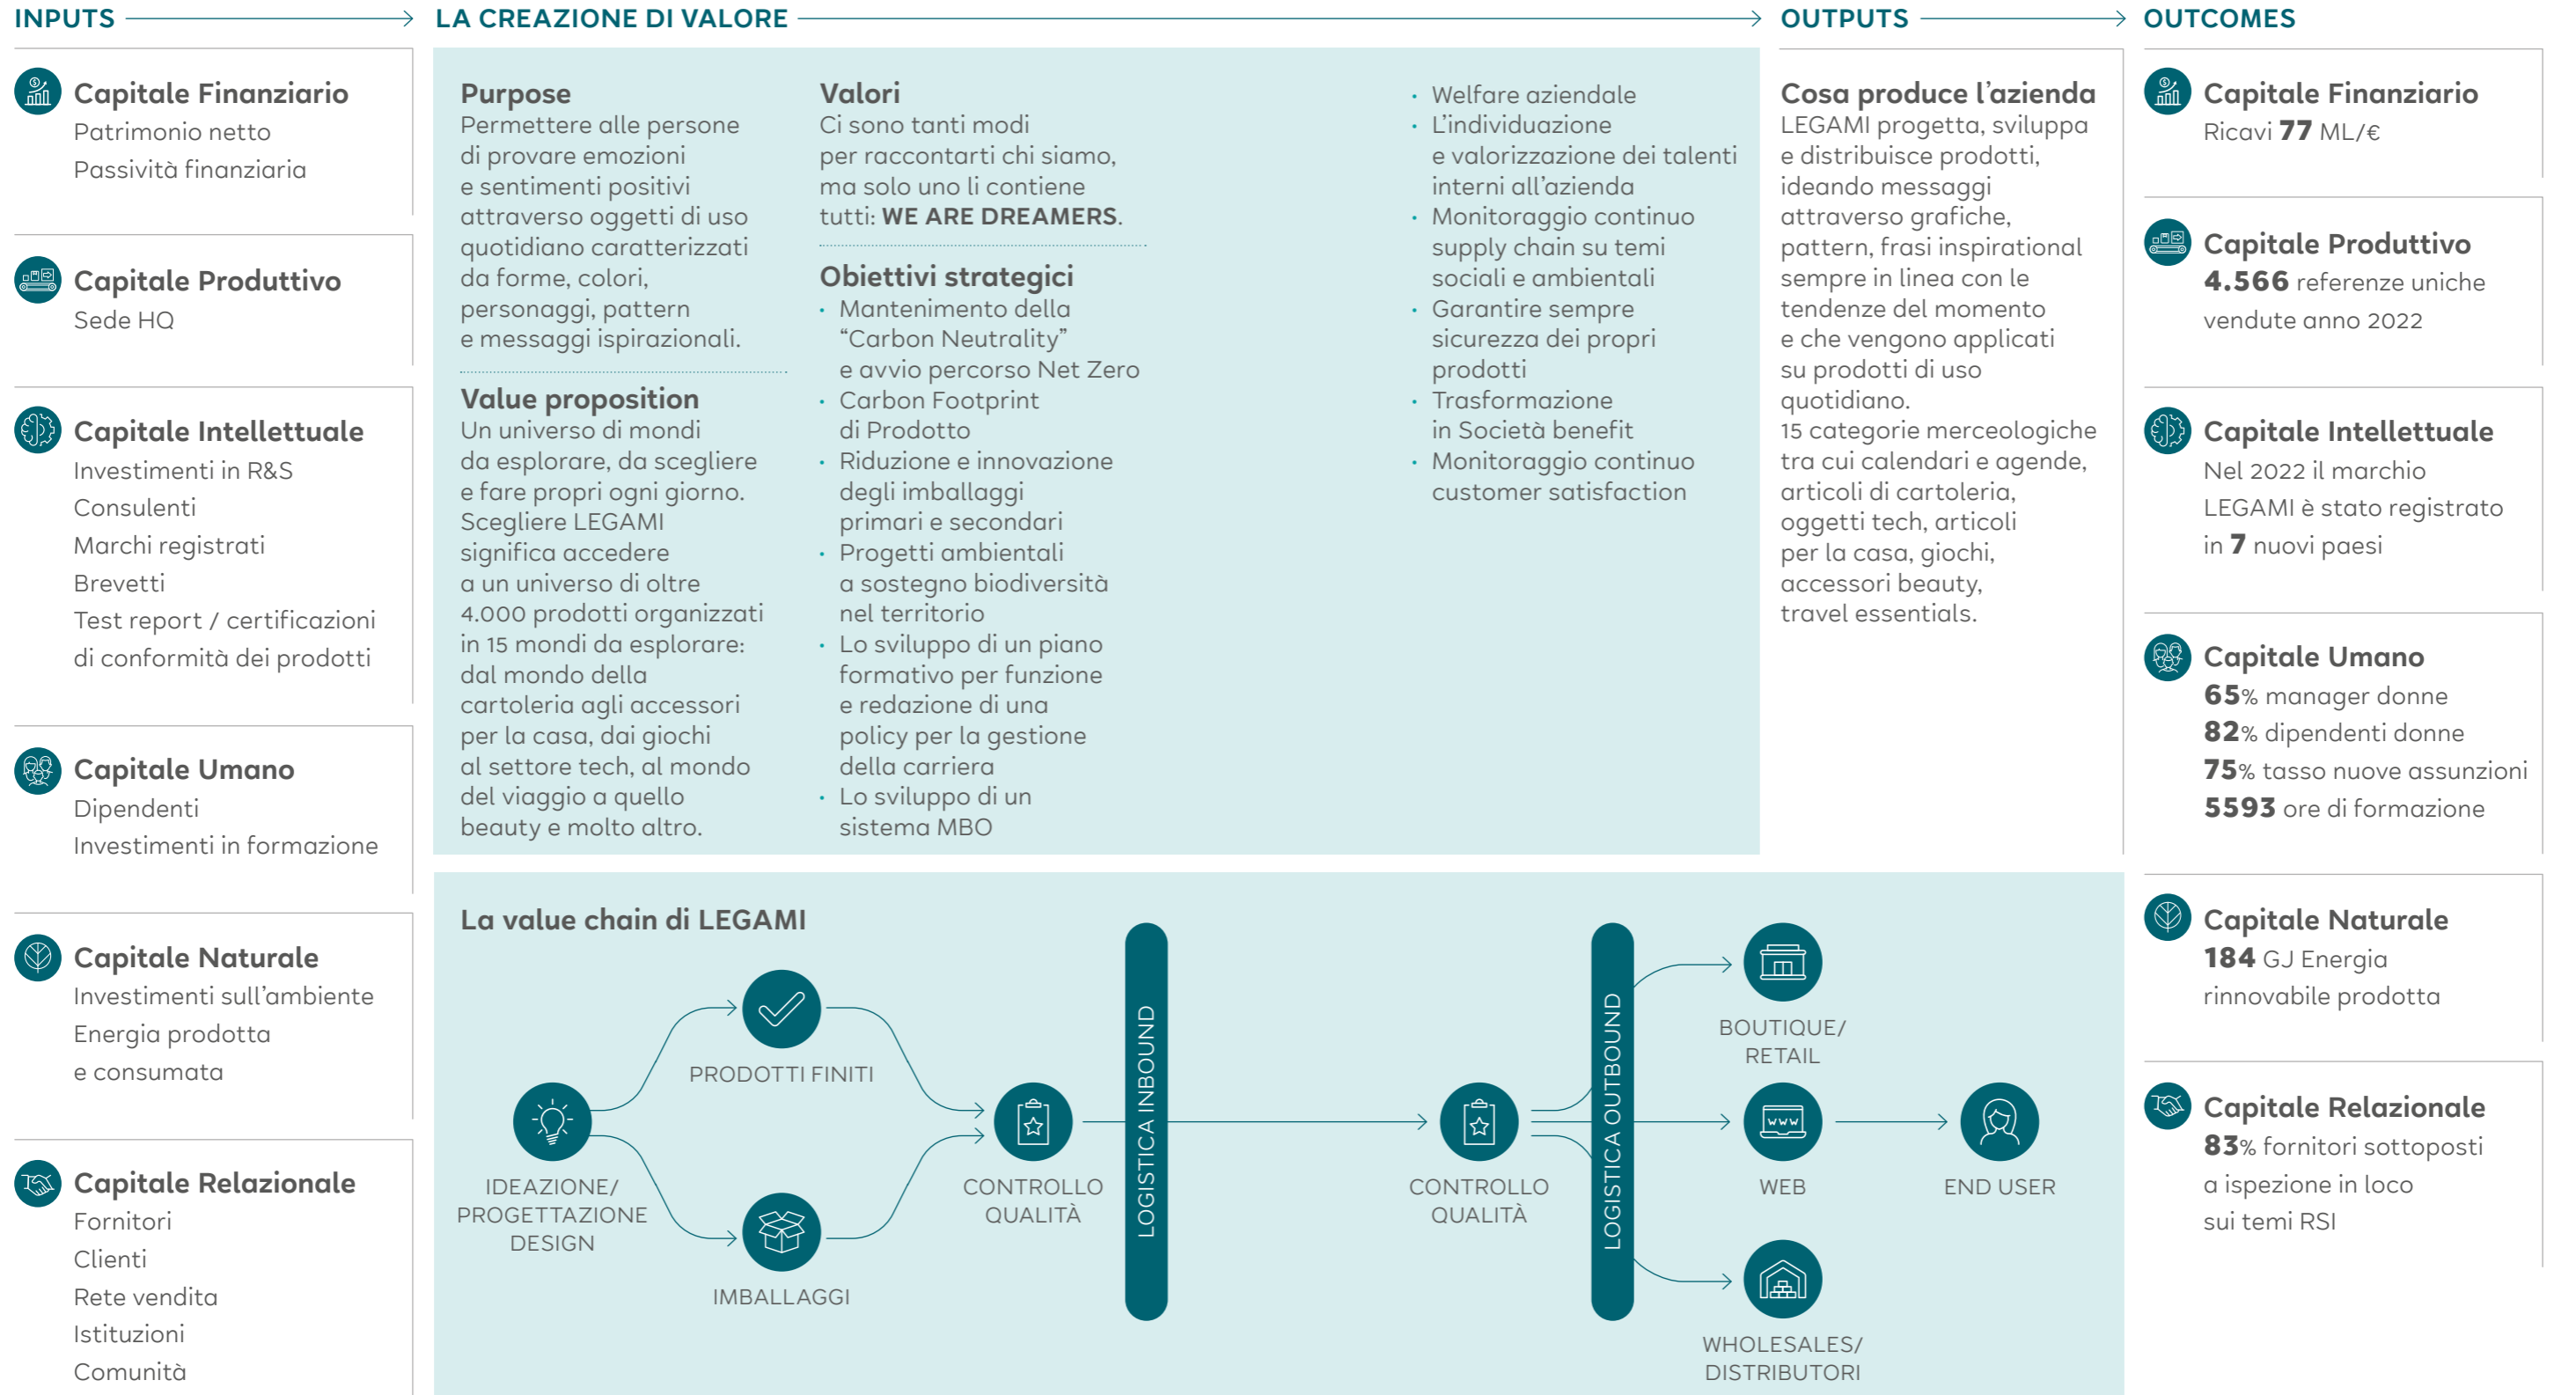 INPUTS
Capitale Finanziario
Patrimonio netto
Passività finanziaria
Capitale Produttivo
Sede HQ
Capitale Intellettuale
Investimenti in R&S
Consulenti
Marchi registrati
Brevetti
Test report / certificazioni
di conformità dei prodotti
Capitale Umano
Dipendenti
Investimenti in formazione
Capitale Naturale
Investimenti sull'ambiente
Energia prodotta
e consumata
Capitale Relazionale
Fornitori
Clienti
Rete vendita
Istituzioni
Comunità
LA CREAZIONE DI VALORE
Purpose
Permettere alle persone
di provare emozioni
e sentimenti positivi
attraverso oggetti di uso
quotidiano caratterizzati
da forme, colori,
personaggi, pattern
e messaggi ispirazionali.
Value proposition
Un universo di mondi
da esplorare, da scegliere
e fare propri ogni giorno.
Scegliere LEGAMI
significa accedere
a un universo di oltre
4.000 prodotti organizzati
in 15 mondi da esplorare:
dal mondo della
cartoleria agli accessori
per la casa, dai giochi
al settore tech, al mondo
del viaggio a quello
beauty e molto altro.
Valori
Ci sono tanti modi
per raccontarti chi siamo,
ma solo uno li contiene
tutti: WE ARE DREAMERS.
Obiettivi strategici
• Mantenimento della
“Carbon Neutrality”
e avvio percorso Net Zero
• Carbon Footprint
di Prodotto
• Riduzione e innovazione
degli imballaggi
primari e secondari
• Progetti ambientali
a sostegno biodiversità
nel territorio
• Lo sviluppo di un piano
formativo per funzione
e redazione di una
policy per la gestione
della carriera
• Lo sviluppo di un
sistema MBO
• Welfare aziendale
• L'individuazione
e valorizzazione dei talenti
interni all'azienda
• Monitoraggio continuo
supply chain su temi
sociali e ambientali
• Garantire sempre
sicurezza dei propri
prodotti
• Trasformazione
in Società benefit
• Monitoraggio continuo
customer satisfaction
La value chain di LEGAMI
IDEAZIONE/
PROGETTAZIONE
DESIGN
PRODOTTI FINITI
IMBALLAGGI
CONTROLLO
QUALITÀ
LOGISTICA INBOUND
CONTROLLO
QUALITÀ
LOGISTICA OUTBOUND
BOUTIQUE/
RETAIL
WWW
WEB
WHOLESALES/
DISTRIBUTORI
END USER
OUTPUTS
Cosa produce l'azienda
LEGAMI progetta, sviluppa
e distribuisce prodotti,
ideando messaggi
attraverso grafiche,
pattern, frasi inspirational
sempre in linea con le
tendenze del momento
e che vengono applicati
su prodotti di uso
quotidiano.
15 categorie merceologiche
tra cui calendari e agende,
articoli di cartoleria,
oggetti tech, articoli
per la casa, giochi,
accessori beauty,
travel essentials.
OUTCOMES
Capitale Finanziario
Ricavi 77 ML/€
Capitale Produttivo
4.566 referenze uniche
vendute anno 2022
Capitale Intellettuale
Nel 2022 il marchio
LEGAMI è stato registrato
in 7 nuovi paesi
Capitale Umano
65% manager donne
82% dipendenti donne
75% tasso nuove assunzioni
5593 ore di formazione
Capitale Naturale
184 GJ Energia
rinnovabile prodotta
Capitale Relazionale
83% fornitori sottoposti
a ispezione in loco
sui temi RSI